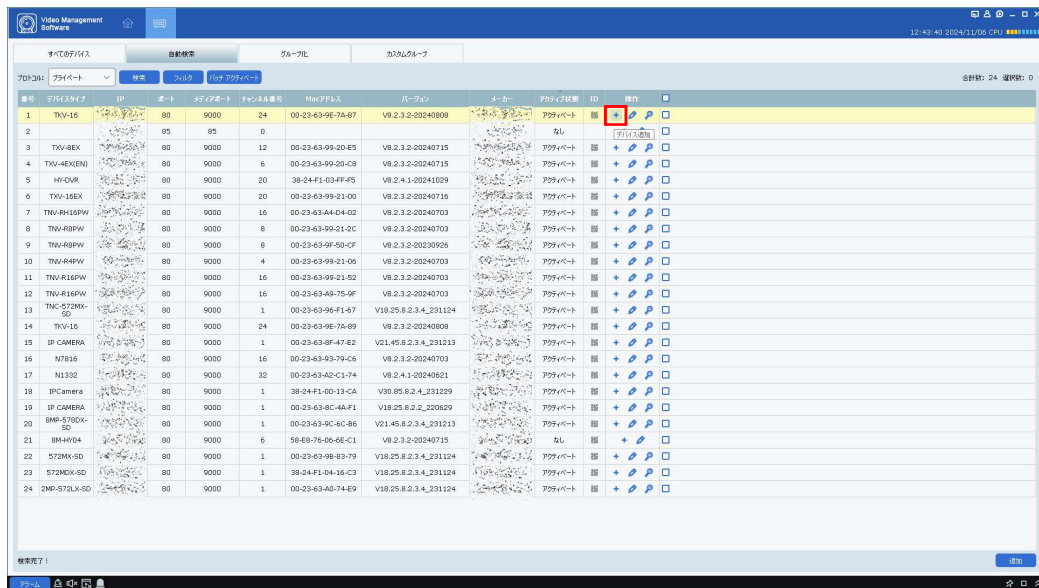 Video Management
Software
12:43:40 2024/11/06 CPU
すべてのデバイス 自動検索 グループ化 カスタムグループ
プロトコル: プライベート 検索 フィルタ バッチ アクティベート 合計数: 24 選択数: 0
番号 デバイスタイプ IP ポート メディアポート チャンネル番号 Macアドレス バージョン メーカー アクティブ状態 ID 操作
1 TKV-16 80 9000 24 00-23-63-9E-7A-87 V8.2.3.2-20240808 アクティベート
2 85 85 0 なし デバイス追加
3 TXV-8EX 80 9000 12 00-23-63-99-20-E5 V8.2.3.2-20240715 アクティベート
4 TXV-4EX(EN) 80 9000 6 00-23-63-99-20-C8 V8.2.3.2-20240715 アクティベート
5 HY-DVR 80 9000 20 38-24-F1-03-FF-F5 V8.2.4.1-20241029 アクティベート
6 TXV-16EX 80 9000 20 00-23-63-99-21-00 V8.2.3.2-20240716 アクティベート
7 TNV-RH16PW 80 9000 16 00-23-63-A4-D4-02 V8.2.3.2-20240703 アクティベート
8 TNV-R8PW 80 9000 8 00-23-63-99-21-2C V8.2.3.2-20240703 アクティベート
9 TNV-R8PW 80 9000 8 00-23-63-9F-50-CF V8.2.3.2-20230926 アクティベート
10 TNV-R4PW 80 9000 4 00-23-63-99-21-06 V8.2.3.2-20240703 アクティベート
11 TNV-R16PW 80 9000 16 00-23-63-99-21-52 V8.2.3.2-20240703 アクティベート
12 TNV-R16PW 80 9000 16 00-23-63-A9-75-9F V8.2.3.2-20240703 アクティベート
13 TNC-572MX-SD 80 9000 1 00-23-63-96-F1-67 V18.25.8.2.3.4_231124 アクティベート
14 TKV-16 80 9000 24 00-23-63-9E-7A-89 V8.2.3.2-20240808 アクティベート
15 IP CAMERA 80 9000 1 00-23-63-8F-47-E2 V21.45.8.2.3.4_231213 アクティベート
16 N7816 80 9000 16 00-23-63-93-79-C6 V8.2.3.2-20240703 アクティベート
17 N1332 80 9000 32 00-23-63-A2-C1-74 V8.2.4.1-20240621 アクティベート
18 IPCamera 80 9000 1 38-24-F1-00-13-CA V30.85.8.2.4_231229 アクティベート
19 IP CAMERA 80 9000 1 00-23-63-8C-4A-F1 V18.25.8.2.2_220629 アクティベート
20 8MP-578DX-SD 80 9000 1 00-23-63-9C-6C-86 V21.45.8.2.3.4_231213 アクティベート
21 8M-HY04 80 9000 6 58-E8-76-06-6E-C1 V8.2.3.2-20240715 なし
22 572MX-SD 80 9000 1 00-23-63-9B-83-79 V18.25.8.2.3.4_231124 アクティベート
23 572MDX-SD 80 9000 1 38-24-F1-04-16-C3 V18.25.8.2.3.4_231124 アクティベート
24 2MP-572LX-SD 80 9000 1 00-23-63-A0-74-E9 V18.25.8.2.3.4_231124 アクティベート
検索完了！ 追加
アラーム